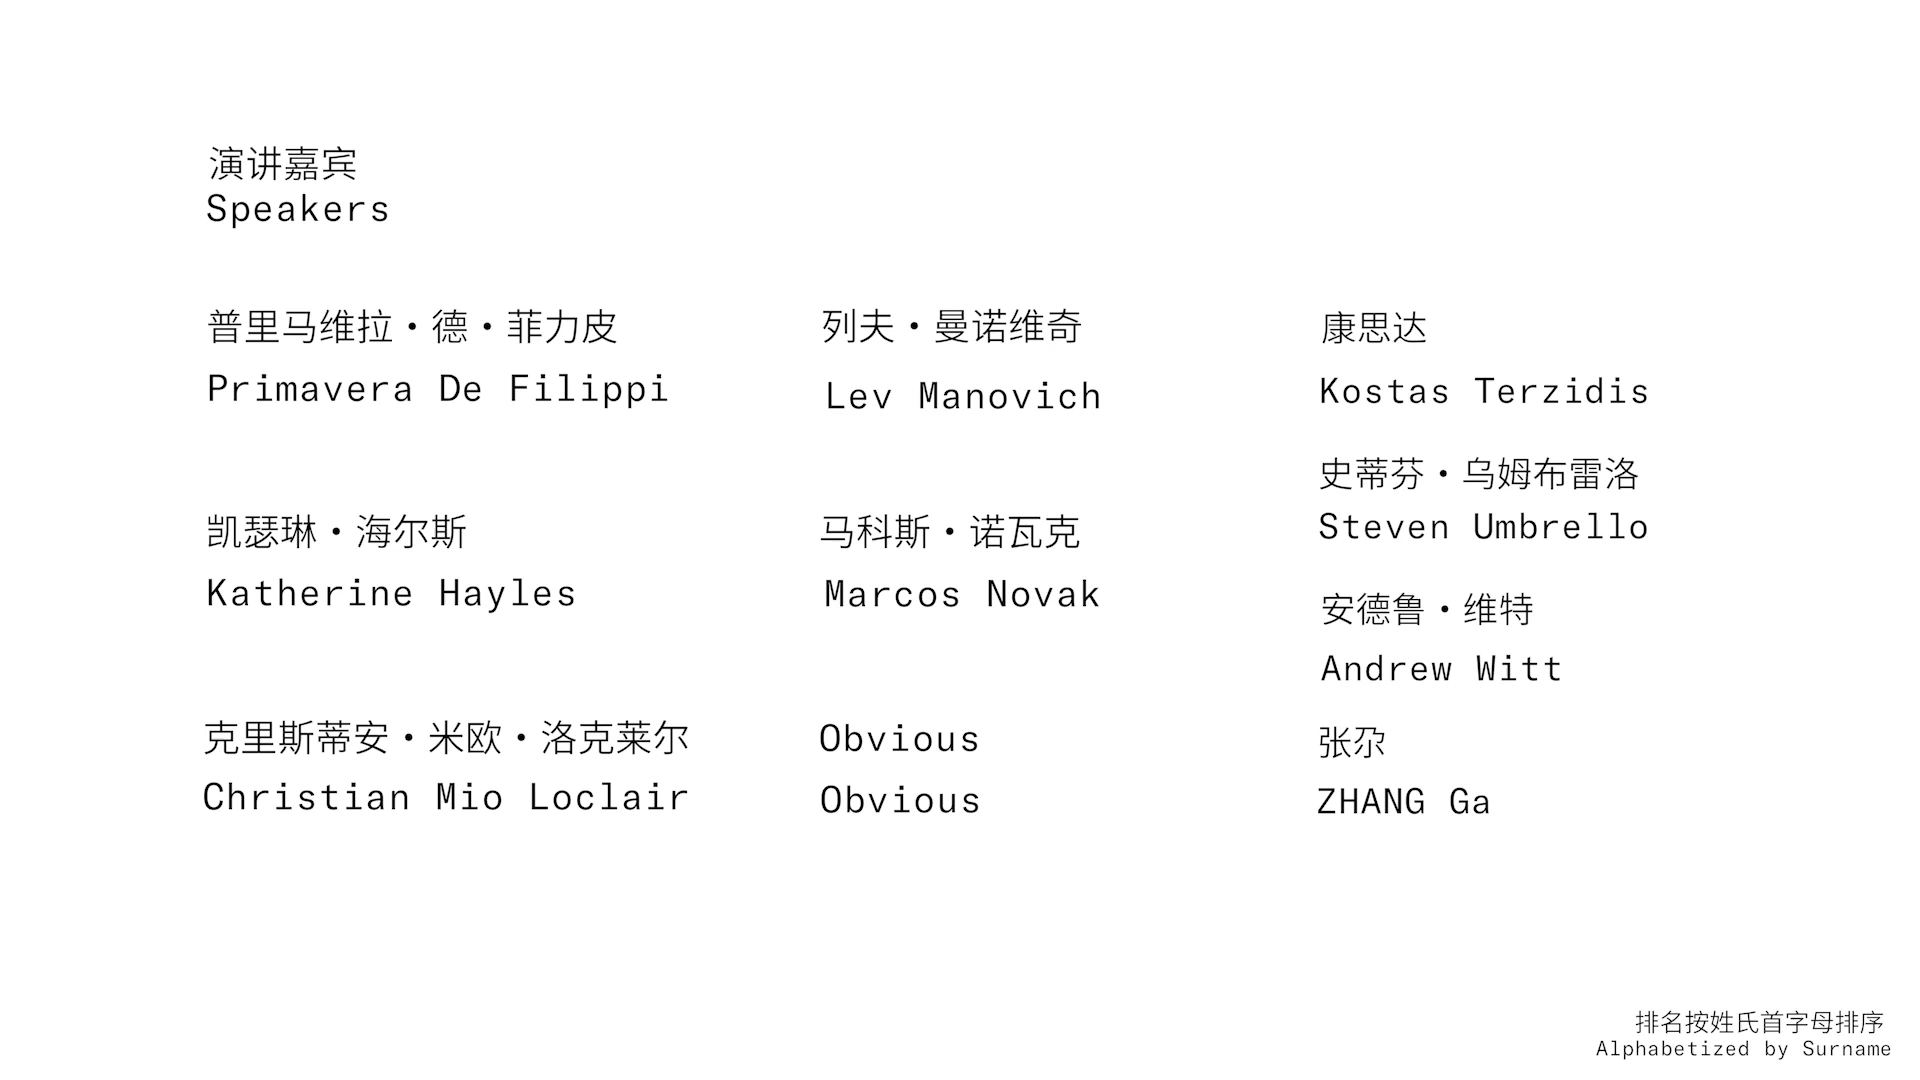 演讲嘉宾
Speakers
普里马维拉·德·菲力皮
Primavera De Filippi
凯瑟琳·海尔斯
Katherine Hayles
克里斯蒂安·米欧·洛克莱尔
Christian Mio Loclair
列夫·曼诺维奇
Lev Manovich
马科斯·诺瓦克
Marcos Novak
Obvious
Obvious
康思达
Kostas Terzidis
史蒂芬·乌姆布雷洛
Steven Umbrello
安德鲁·维特
Andrew Witt
张尕
ZHANG Ga
排名按姓氏首字母排序
Alphabetized by Surname